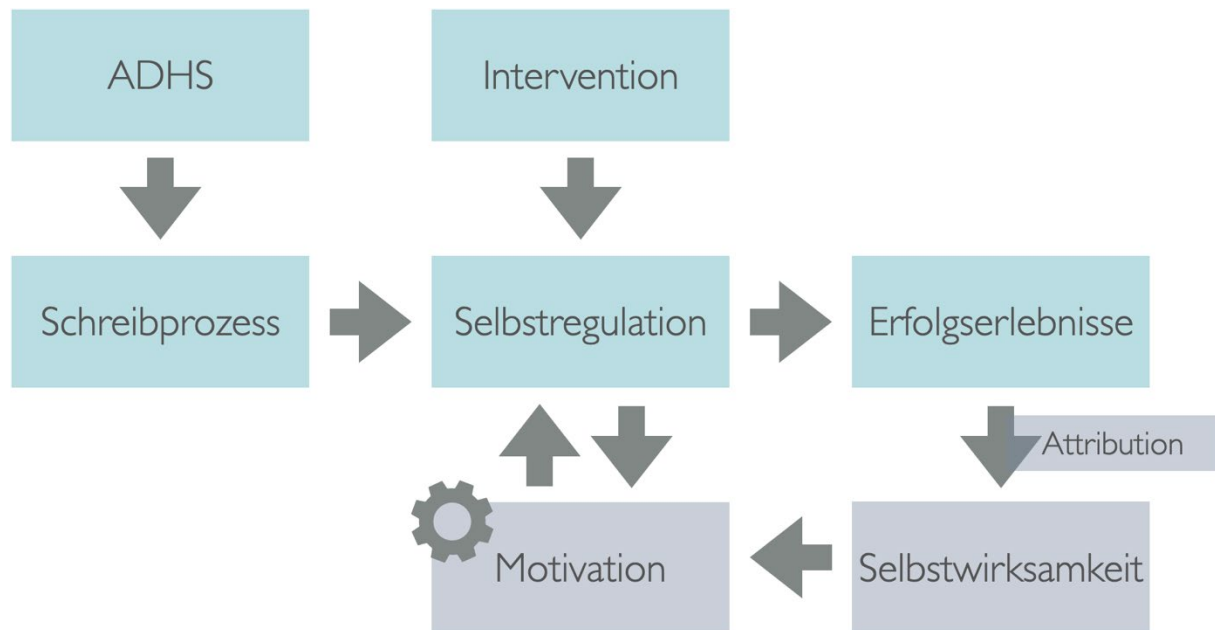 ADHS
Intervention
Schreibprozess
Selbstregulation
Erfolgserlebnisse
Attribution
Motivation
Selbstwirksamkeit